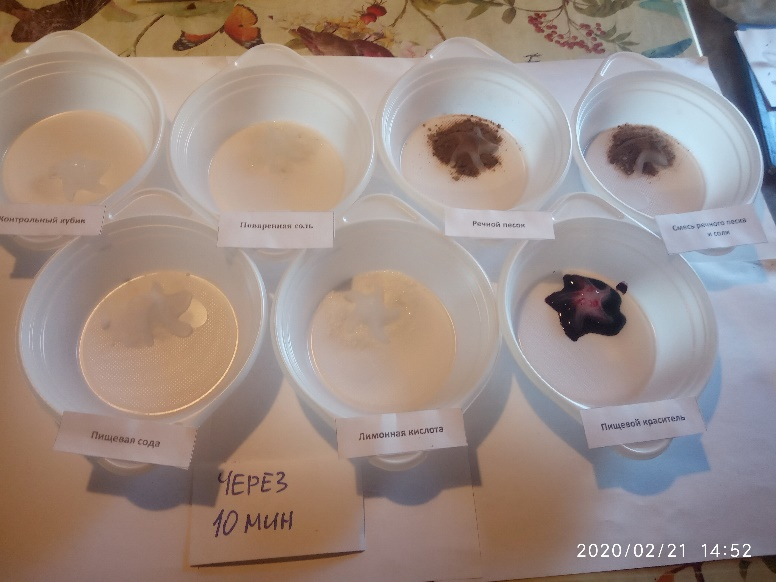 Контрольный кубик
Поваренная соль
Речной песок
Смесь речного песка
и соли
Пищевая сода
Лимонная кислота
Пищевой краситель
ЧЕРЕЗ
10 МИН
2020/02/21 14:52